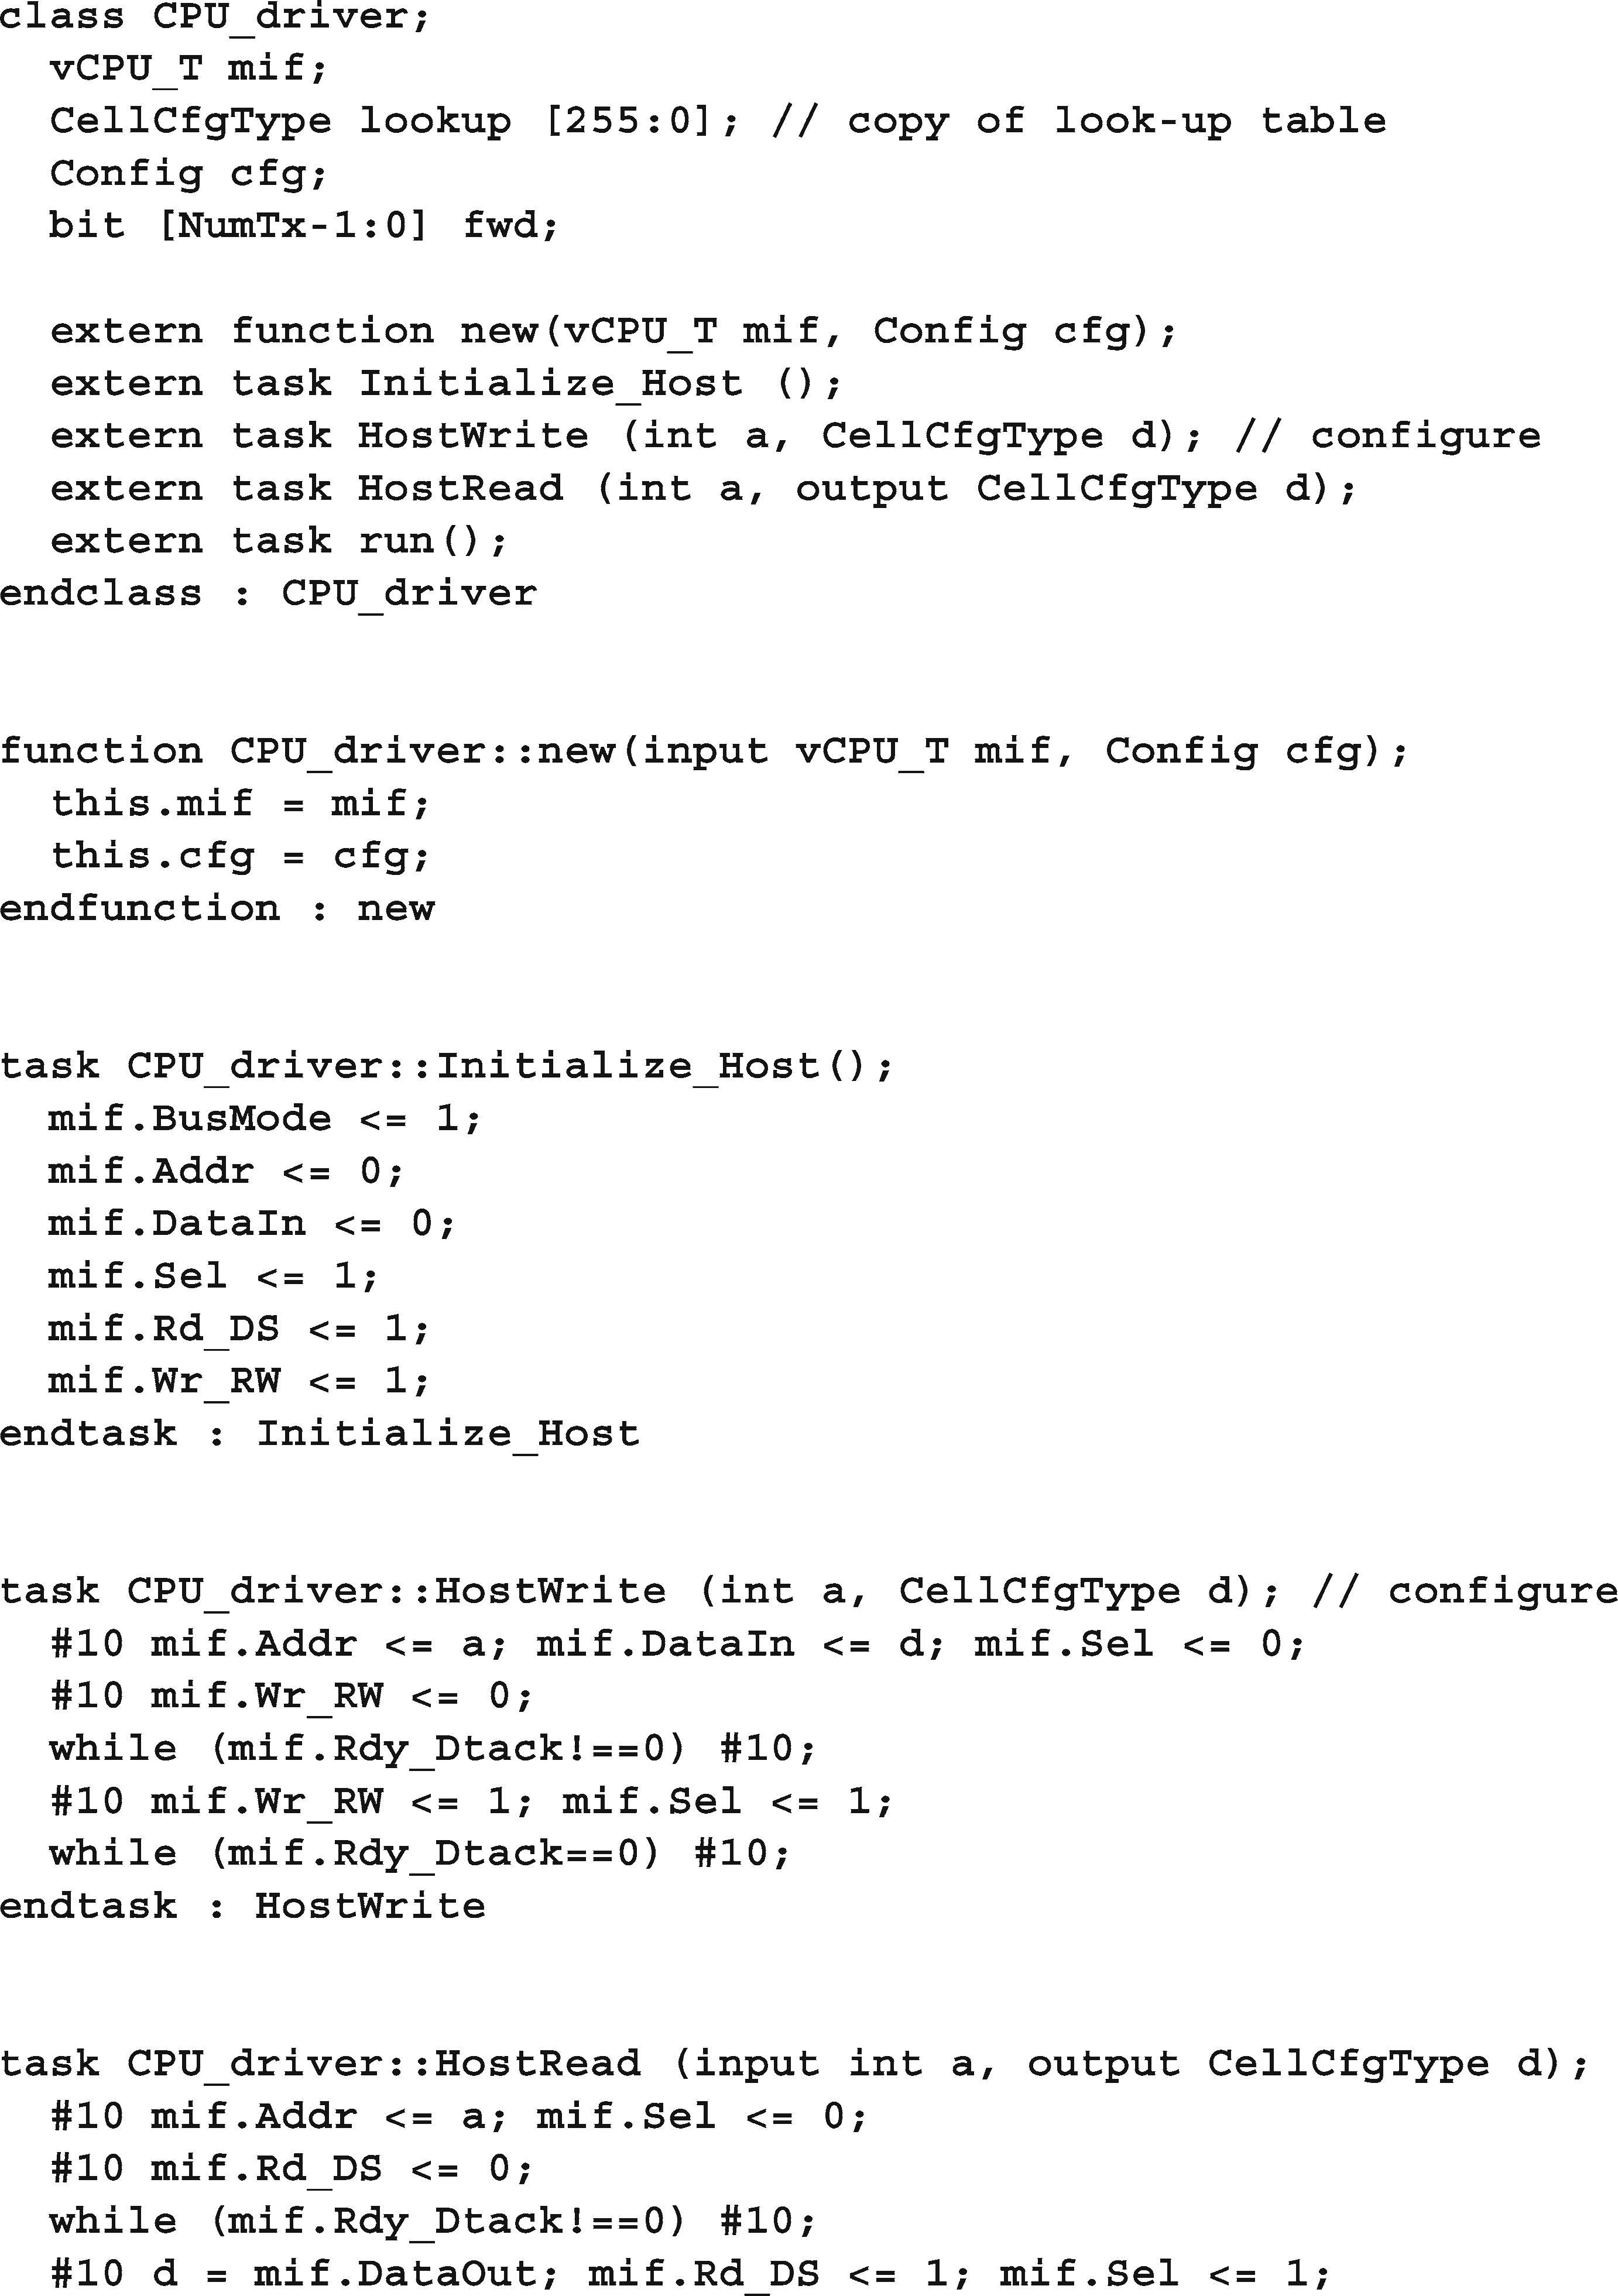 class CPU_driver;
  vCPU_T mif;
  CellCfgType lookup [255:0]; // copy of look-up table
  Config cfg;
  bit [NumTx-1:0] fwd;

  extern function new(vCPU_T mif, Config cfg);
  extern task Initialize_Host ();
  extern task HostWrite (int a, CellCfgType d); // configure
  extern task HostRead (int a, output CellCfgType d);
  extern task run();
endclass : CPU_driver

function CPU_driver::new(input vCPU_T mif, Config cfg);
  this.mif = mif;
  this.cfg = cfg;
endfunction : new

task CPU_driver::Initialize_Host();
  mif.BusMode <= 1;
  mif.Addr <= 0;
  mif.DataIn <= 0;
  mif.Sel <= 1;
  mif.Rd_DS <= 1;
  mif.Wr_RW <= 1;
endtask : Initialize_Host

task CPU_driver::HostWrite (int a, CellCfgType d); // configure
  #10 mif.Addr <= a; mif.DataIn <= d; mif.Sel <= 0;
  #10 mif.Wr_RW <= 0;
  while (mif.Rdy_Dtack!==0) #10;
  #10 mif.Wr_RW <= 1; mif.Sel <= 1;
  while (mif.Rdy_Dtack==0) #10;
endtask : HostWrite

task CPU_driver::HostRead (input int a, output CellCfgType d);
  #10 mif.Addr <= a; mif.Sel <= 0;
  #10 mif.Rd_DS <= 0;
  while (mif.Rdy_Dtack!==0) #10;
  #10 d = mif.DataOut; mif.Rd_DS <= 1; mif.Sel <= 1;